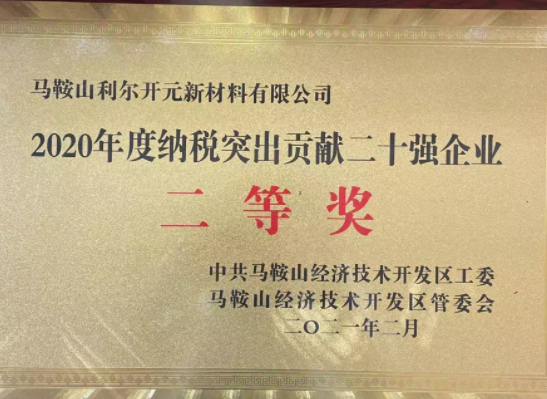 马鞍山利尔开元新材料有限公司
2020年度纳税突出贡献二十强企业
二等奖
中共马鞍山经济技术开发区工委
马鞍山经济技术开发区管委会
二〇二一年二月